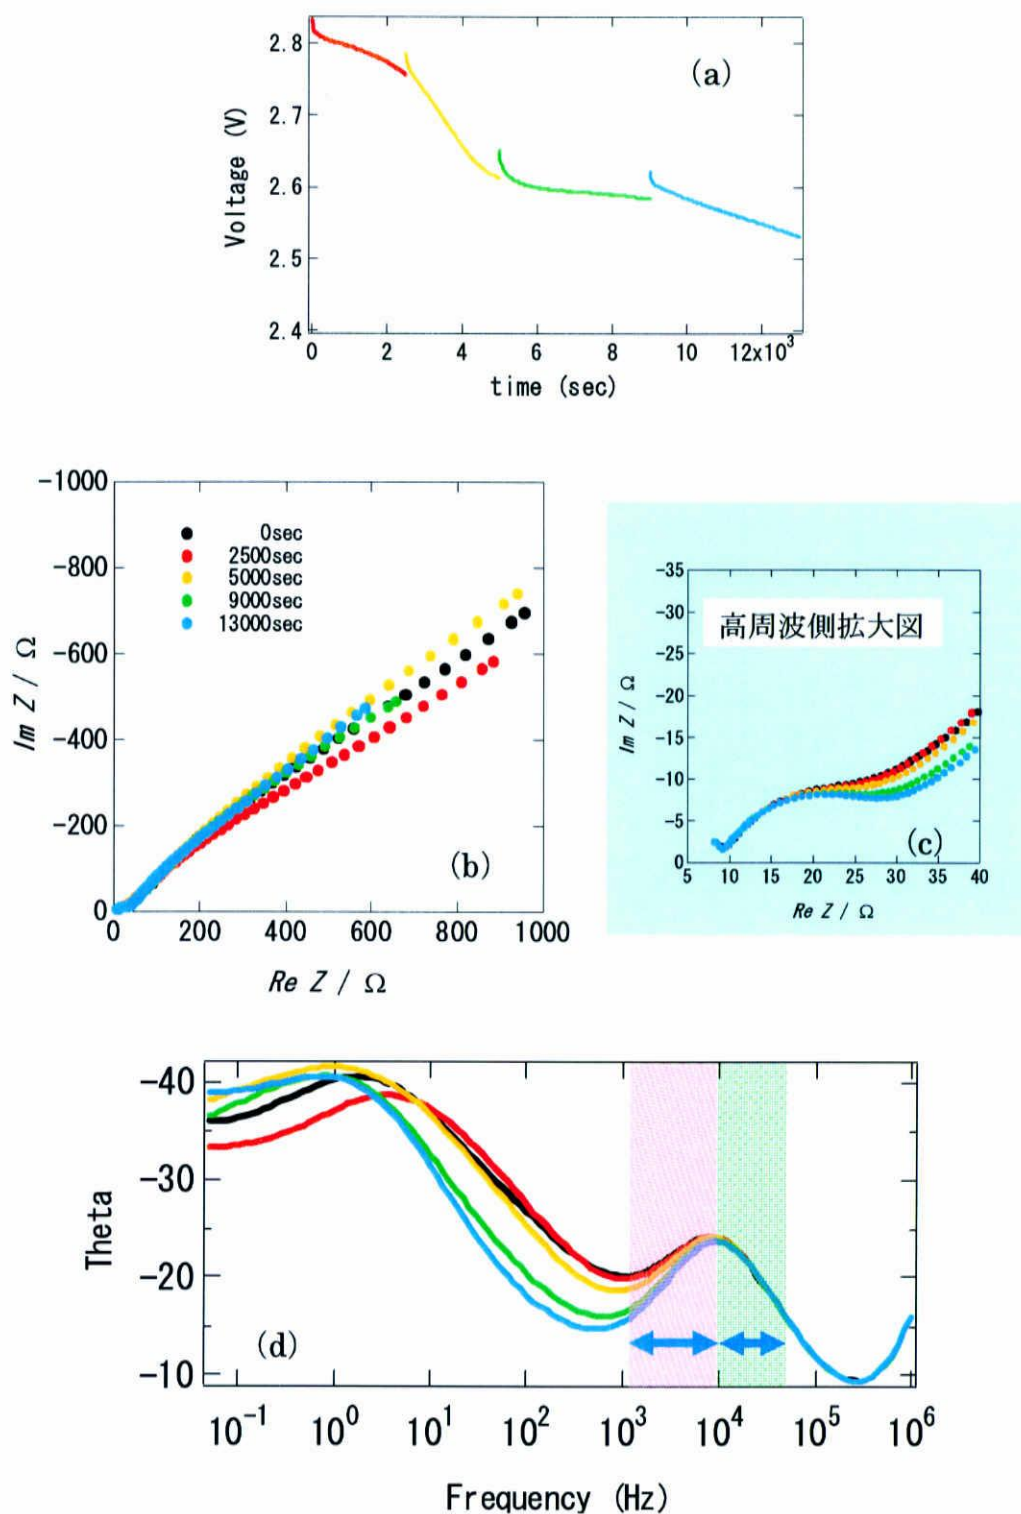 (a)
Voltage (V)
2.8
2.7
2.6
2.5
2.4
0 2 4 6 8 10 12x10³
time (sec)
-1000
-800
-600
-400
-200
0
Im Z / Ω
0sec
2500sec
5000sec
9000sec
13000sec
(b)
0 200 400 600 800 1000
Re Z / Ω
-35
-30
-25
-20
-15
-10
-5
0
Im Z / Ω
高周波側拡大図
(c)
5 10 15 20 25 30 35 40
Re Z / Ω
-40
-30
-20
-10
Theta
(d)
10⁻¹ 10⁰ 10¹ 10² 10³ 10⁴ 10⁵ 10⁶
Frequency (Hz)